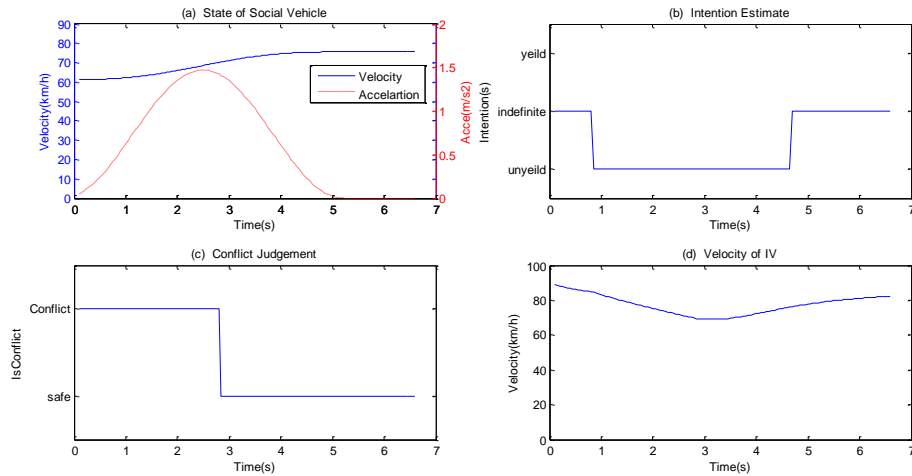 (a) State of Social Vehicle
90
80
70
60
50
40
30
20
10
0
Velocity(km/h)
2
1.5
1
0.5
0
Acce(m/s2)
Velocity
Accelartion
0 1 2 3 4 5 6 7
Time(s)
(b) Intention Estimate
yeild
indefinite
unyeild
Intention(s)
0 1 2 3 4 5 6 7
Time(s)
(c) Conflict Judgement
Conflict
safe
IsConflict
0 1 2 3 4 5 6 7
Time(s)
(d) Velocity of IV
100
80
60
40
20
0
Velocity(km/h)
0 1 2 3 4 5 6 7
Time(s)